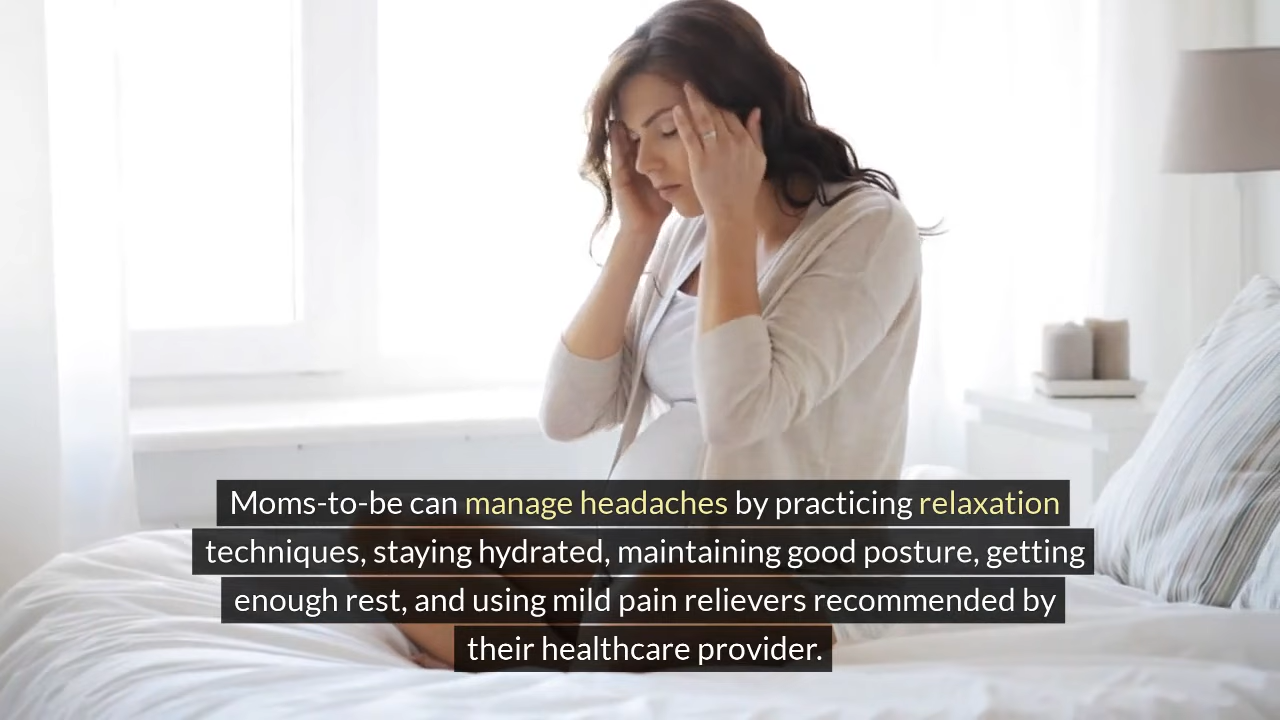 Moms-to-be can manage headaches by practicing relaxation
techniques, staying hydrated, maintaining good posture, getting
enough rest, and using mild pain relievers recommended by
their healthcare provider.